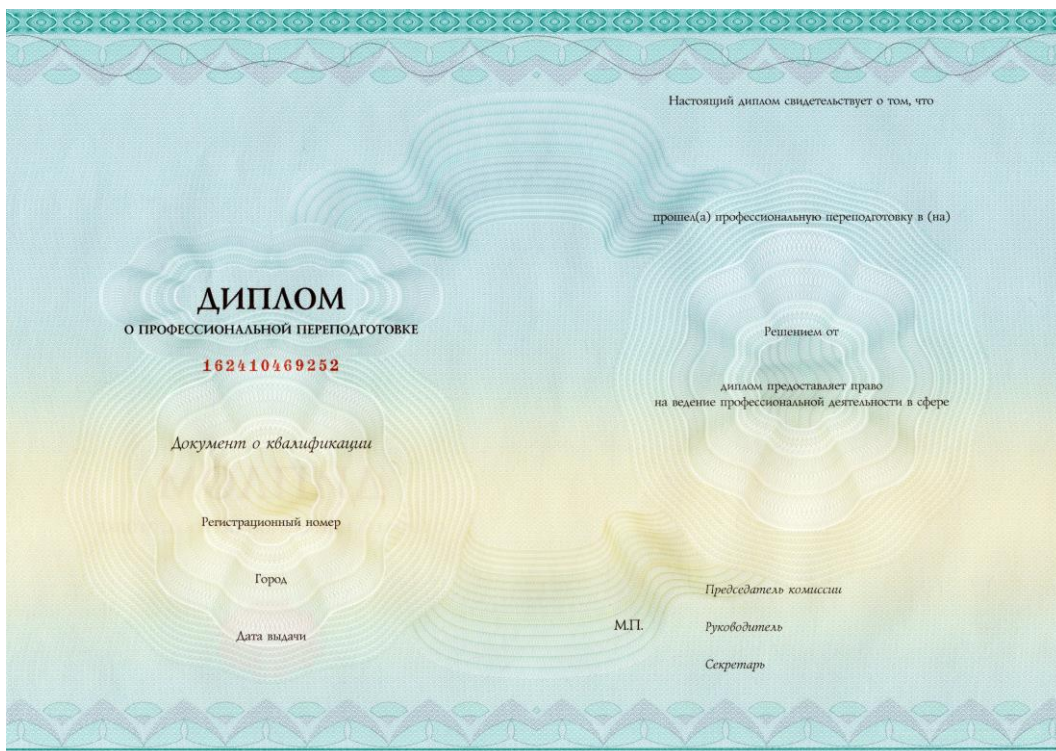 ДИПЛОМ
О ПРОФЕССИОНАЛЬНОЙ ПЕРЕПОДГОТОВКЕ
162410469252
Документ о квалификации
Регистрационный номер
Город
Дата выдачи
Настоящий диплом свидетельствует о том, что
прошел(а) профессиональную переподготовку в (на)
Решением от
диплом предоставляет право
на ведение профессиональной деятельности в сфере
Председатель комиссии
М.П.
Руководитель
Секретарь